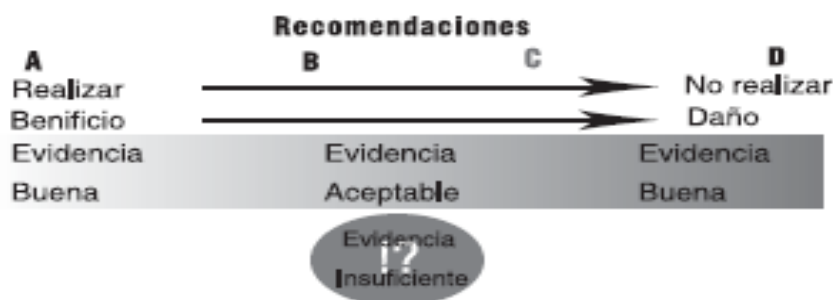 Recomendaciones
A B C D
Realizar No realizar
Benificio Daño
Evidencia Evidencia Evidencia
Buena Aceptable Buena
Evidencia
!?
Insuficiente